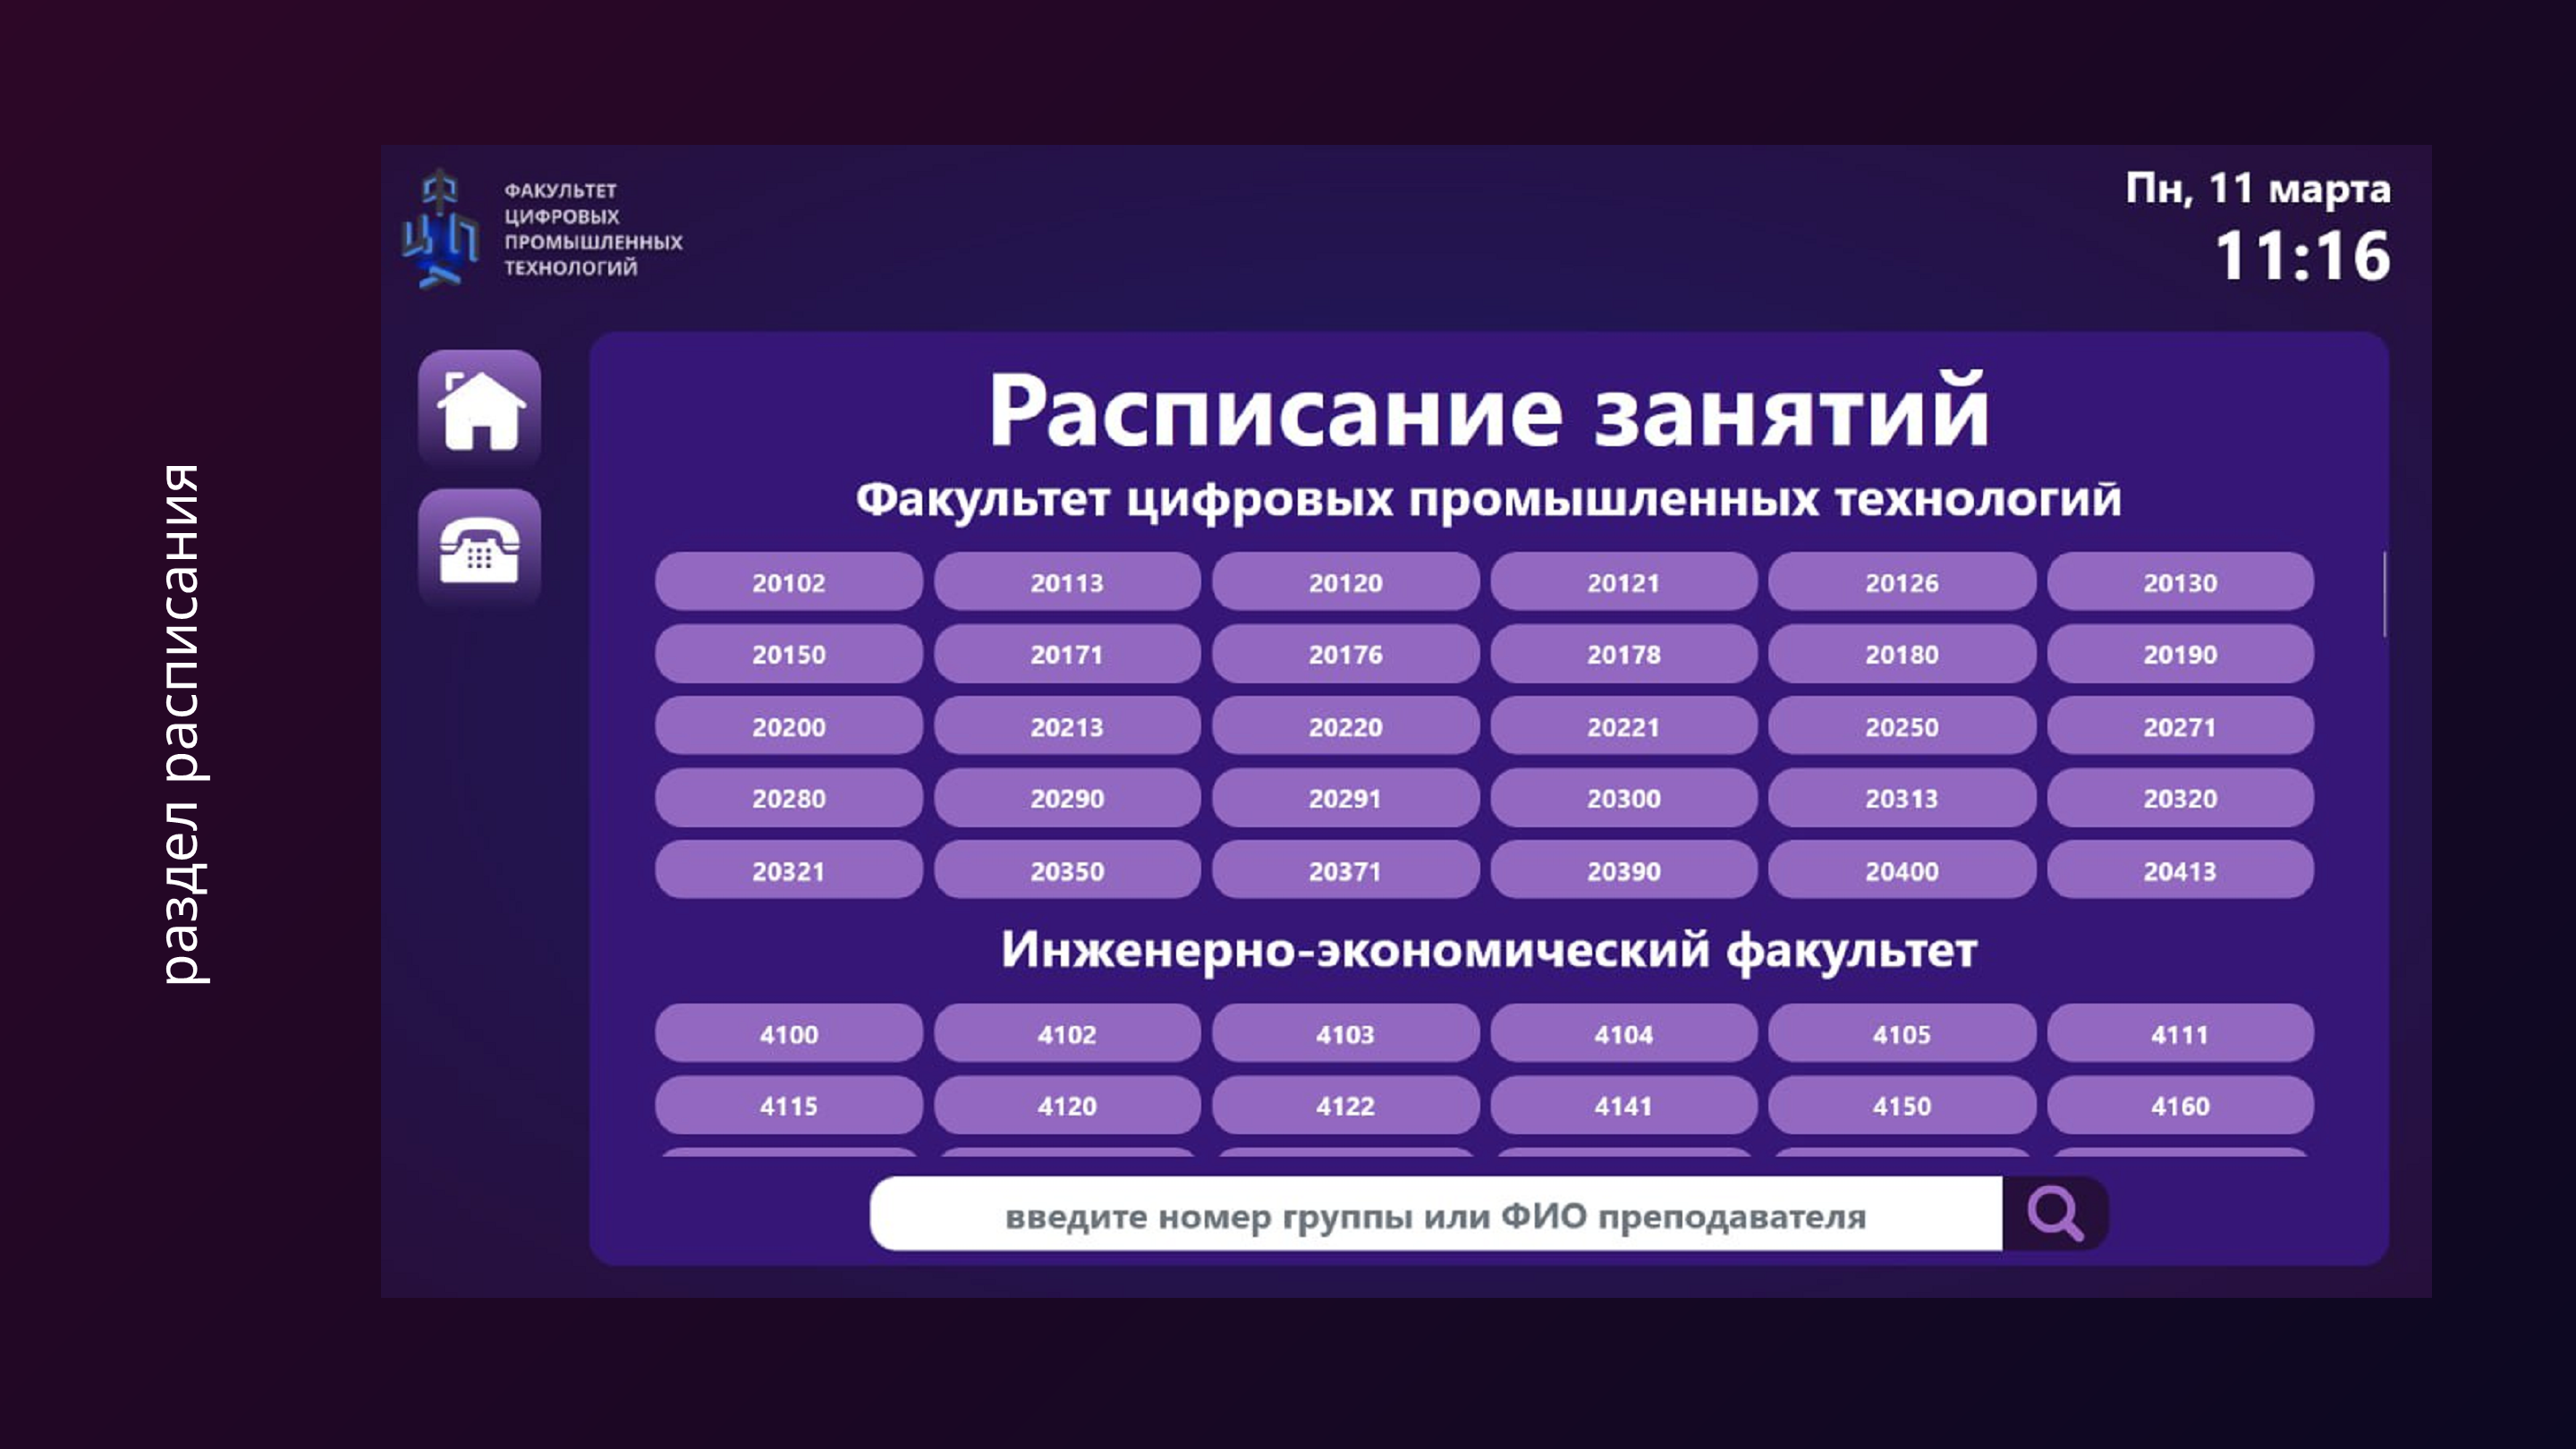 раздел расписания
ФАКУЛЬТЕТ
ЦИФРОВЫХ
ПРОМЫШЛЕННЫХ
ТЕХНОЛОГИЙ
Пн, 11 марта
11:16
Расписание занятий
Факультет цифровых промышленных технологий
20102 20113 20120 20121 20126 20130
20150 20171 20176 20178 20180 20190
20200 20213 20220 20221 20250 20271
20280 20290 20291 20300 20313 20320
20321 20350 20371 20390 20400 20413
Инженерно-экономический факультет
4100 4102 4103 4104 4105 4111
4115 4120 4122 4141 4150 4160
введите номер группы или ФИО преподавателя